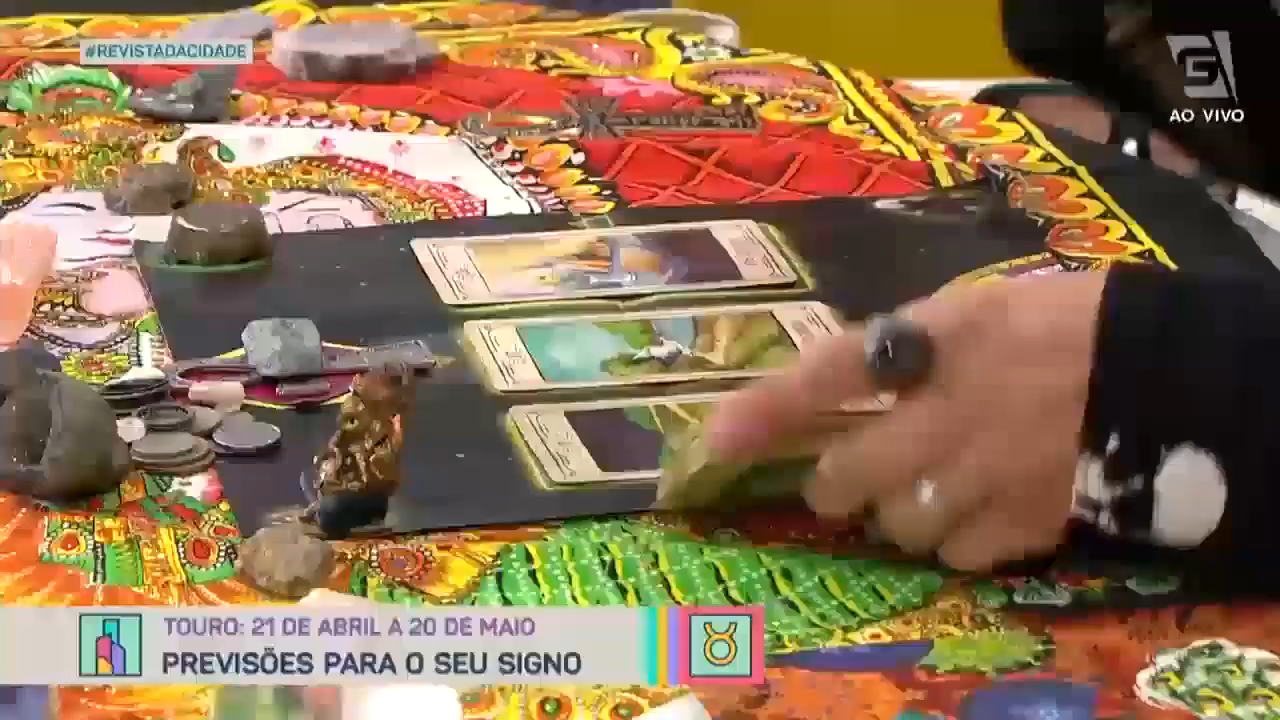 #REVISTADACIDADE
AO VIVO
TOURO: 21 DE ABRIL A 20 DE MAIO
PREVISÕES PARA O SEU SIGNO